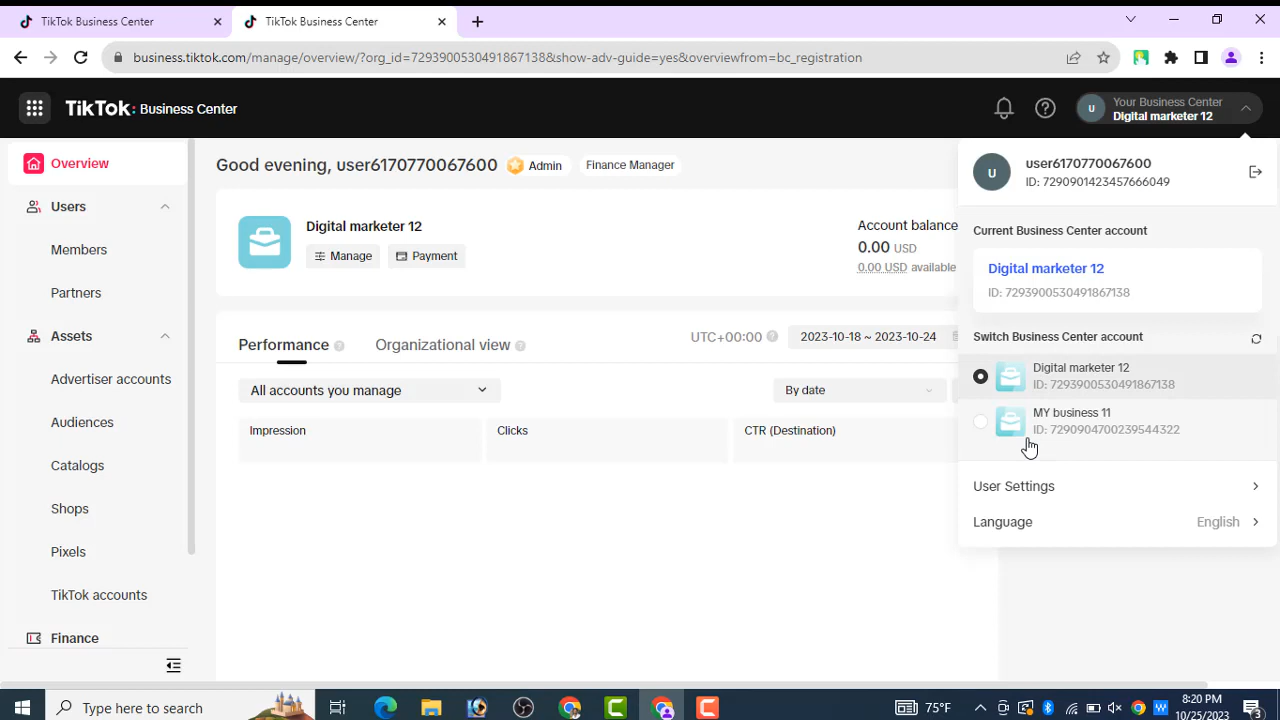 TikTok Business Center
TikTok Business Center
business.tiktok.com/manage/overview/?org_id=7293900530491867138&show-adv-guide=yes&overviewfrom=bc_registration
TikTok: Business Center
U
Your Business Center
Digital marketer 12
Overview
Users
Members
Partners
Assets
Advertiser accounts
Audiences
Catalogs
Shops
Pixels
TikTok accounts
Finance
Good evening, user6170770067600
Admin
Finance Manager
Digital marketer 12
Manage
Payment
Account balance
0.00 USD
0.00 USD available
Performance
Organizational view
UTC+00:00
2023-10-18 ~ 2023-10-24
All accounts you manage
By date
Impression
Clicks
CTR (Destination)
U
user6170770067600
ID: 7290901423457666049
Current Business Center account
Digital marketer 12
ID: 7293900530491867138
Switch Business Center account
Digital marketer 12
ID: 7293900530491867138
MY business 11
ID: 7290904700239544322
User Settings
Language
English
Type here to search
75°F
8:20 PM
10/25/2023
3